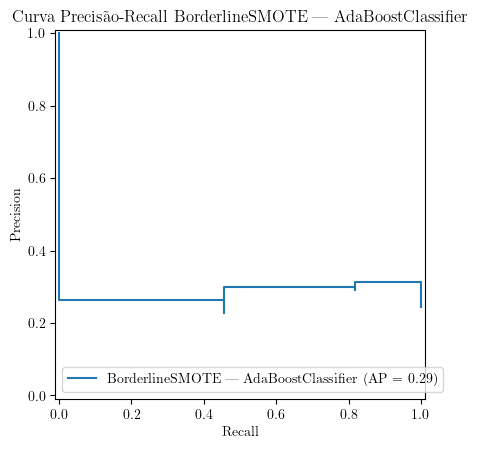 Curva Precisão-Recall BorderlineSMOTE — AdaBoostClassifier
1.0
0.8
0.6
0.4
0.2
0.0
Precision
BorderlineSMOTE — AdaBoostClassifier (AP = 0.29)
0.0 0.2 0.4 0.6 0.8 1.0
Recall